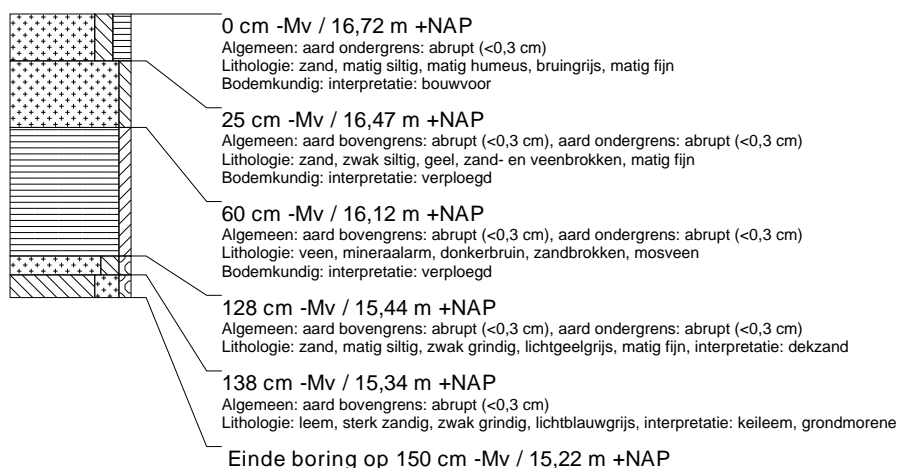 0 cm -Mv / 16,72 m +NAP
Algemeen: aard ondergrens: abrupt (<0,3 cm)
Lithologie: zand, matig siltig, matig humeus, bruingrijs, matig fijn
Bodemkundig: interpretatie: bouwvoor
25 cm -Mv / 16,47 m +NAP
Algemeen: aard bovengrens: abrupt (<0,3 cm), aard ondergrens: abrupt (<0,3 cm)
Lithologie: zand, zwak siltig, geel, zand- en veenbrokken, matig fijn
Bodemkundig: interpretatie: verploegd
60 cm -Mv / 16,12 m +NAP
Algemeen: aard bovengrens: abrupt (<0,3 cm), aard ondergrens: abrupt (<0,3 cm)
Lithologie: veen, mineraalarm, donkerbruin, zandbrokken, mosveen
Bodemkundig: interpretatie: verploegd
128 cm -Mv / 15,44 m +NAP
Algemeen: aard bovengrens: abrupt (<0,3 cm), aard ondergrens: abrupt (<0,3 cm)
Lithologie: zand, matig siltig, zwak grindig, lichtgeelgrijs, matig fijn, interpretatie: dekzand
138 cm -Mv / 15,34 m +NAP
Algemeen: aard bovengrens: abrupt (<0,3 cm)
Lithologie: leem, sterk zandig, zwak grindig, lichtblauwgrijs, interpretatie: keileem, grondmorene
Einde boring op 150 cm -Mv / 15,22 m +NAP